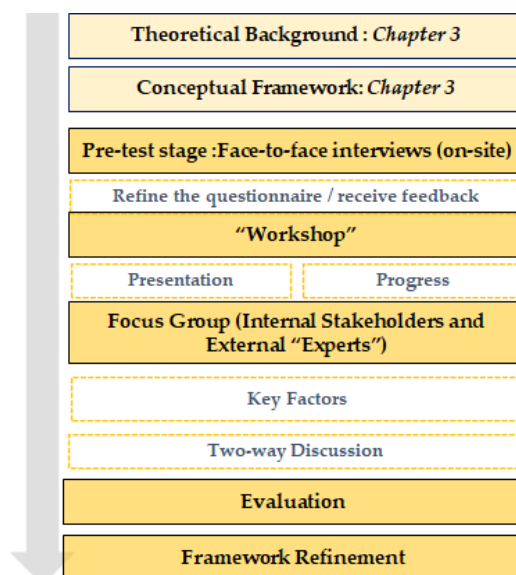 Theoretical Background : Chapter 3
Conceptual Framework: Chapter 3
Pre-test stage :Face-to-face interviews (on-site)
Refine the questionnaire / receive feedback
“Workshop”
Presentation
Progress
Focus Group (Internal Stakeholders and
External “Experts”)
Key Factors
Two-way Discussion
Evaluation
Framework Refinement